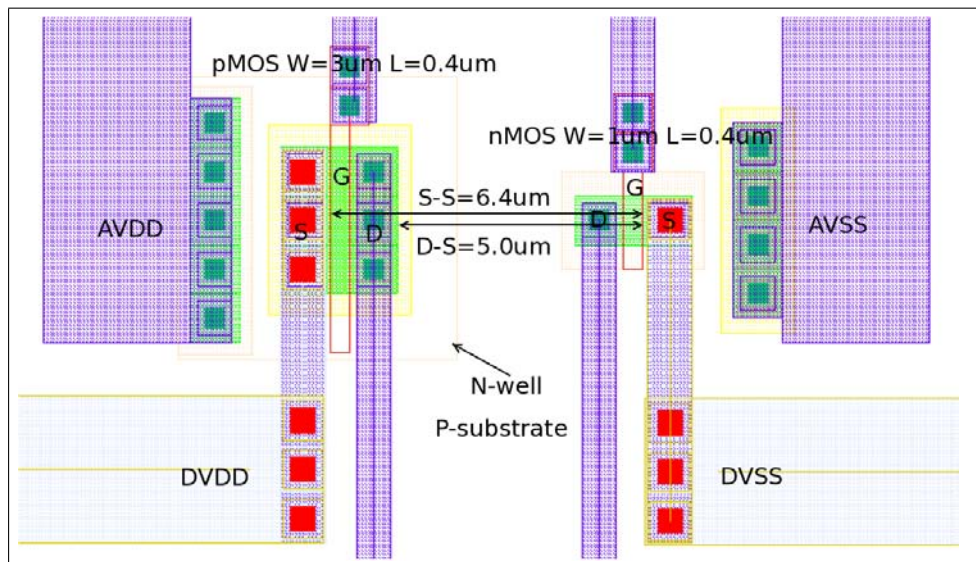 pMOS W=3um L=0.4um
nMOS W=1um L=0.4um
G
G
S-S=6.4um
AVDD
S
D
D
S
AVSS
D-S=5.0um
N-well
P-substrate
DVDD
DVSS